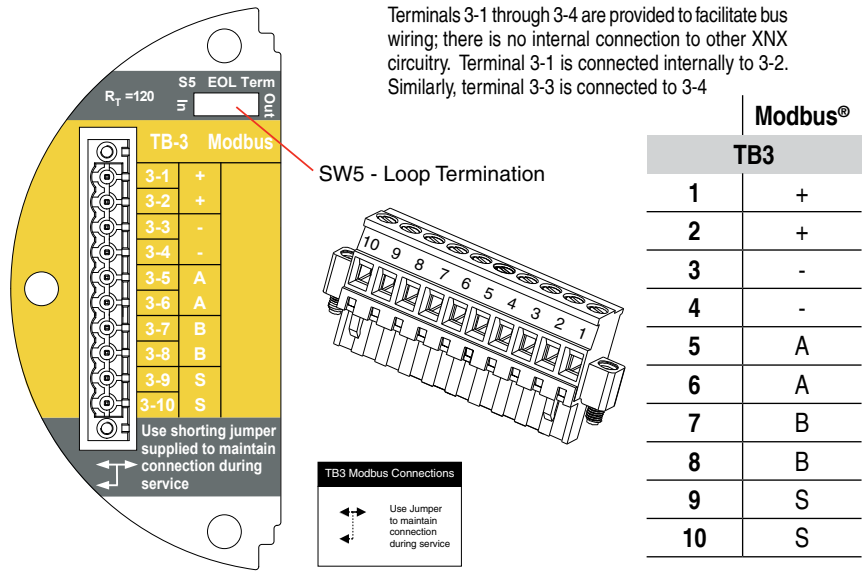 Terminals 3-1 through 3-4 are provided to facilitate bus
wiring; there is no internal connection to other XNX
circuitry. Terminal 3-1 is connected internally to 3-2.
Similarly, terminal 3-3 is connected to 3-4
S5 EOL Term
RT =120
In
Out
TB-3 Modbus
3-1 +
3-2 +
3-3 -
3-4 -
3-5 A
3-6 A
3-7 B
3-8 B
3-9 S
3-10 S
Use shorting jumper
supplied to maintain
connection during
service
SW5 - Loop Termination
10 9 8 7 6 5 4 3 2 1
TB3 Modbus Connections
Use Jumper
to maintain
connection
during service
Modbus®
TB3
1 +
2 +
3 -
4 -
5 A
6 A
7 B
8 B
9 S
10 S